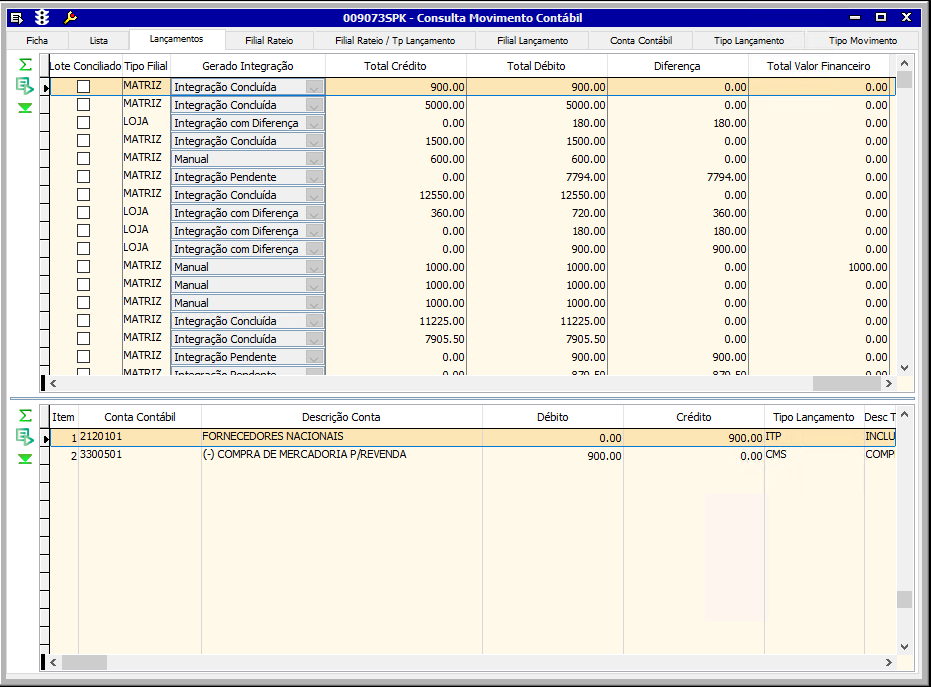 009073SPK - Consulta Movimento Contábil
Ficha Lista Lançamentos Filial Rateio Filial Rateio / Tp Lançamento Filial Lançamento Conta Contábil Tipo Lançamento Tipo Movimento
Lote Conciliado Tipo Filial Gerado Integração Total Crédito Total Débito Diferença Total Valor Financeiro
MATRIZ Integração Concluída 900.00 900.00 0.00 0.00
MATRIZ Integração Concluída 5000.00 5000.00 0.00 0.00
LOJA Integração com Diferença 0.00 180.00 180.00 0.00
MATRIZ Integração Concluída 1500.00 1500.00 0.00 0.00
MATRIZ Manual 600.00 600.00 0.00 0.00
MATRIZ Integração Pendente 0.00 7794.00 7794.00 0.00
MATRIZ Integração Concluída 12550.00 12550.00 0.00 0.00
LOJA Integração com Diferença 360.00 720.00 360.00 0.00
LOJA Integração com Diferença 0.00 180.00 180.00 0.00
LOJA Integração com Diferença 0.00 900.00 900.00 0.00
MATRIZ Manual 1000.00 1000.00 0.00 1000.00
MATRIZ Manual 1000.00 1000.00 0.00 0.00
MATRIZ Manual 1000.00 1000.00 0.00 0.00
MATRIZ Integração Concluída 11225.00 11225.00 0.00 0.00
MATRIZ Integração Concluída 7905.50 7905.50 0.00 0.00
MATRIZ Integração Pendente 0.00 900.00 900.00 0.00
MATRIZ Integração Pendente 0.00 879.50 879.50 0.00
Item Conta Contábil Descrição Conta Débito Crédito Tipo Lançamento Desc T
1 2120101 FORNECEDORES NACIONAIS 0.00 900.00 ITP INCLU
2 3300501 (-) COMPRA DE MERCADORIA P/REVENDA 900.00 0.00 CMS COMP